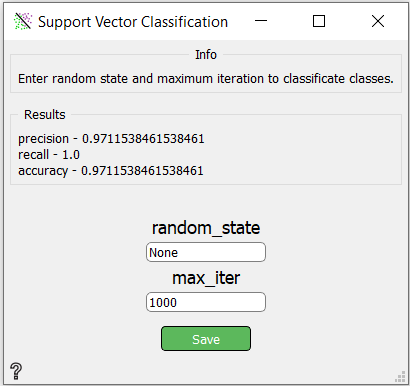 Support Vector Classification
Info
Enter random state and maximum iteration to classificate classes.
Results
precision - 0.9711538461538461
recall - 1.0
accuracy - 0.9711538461538461
random_state
None
max_iter
1000
Save
?